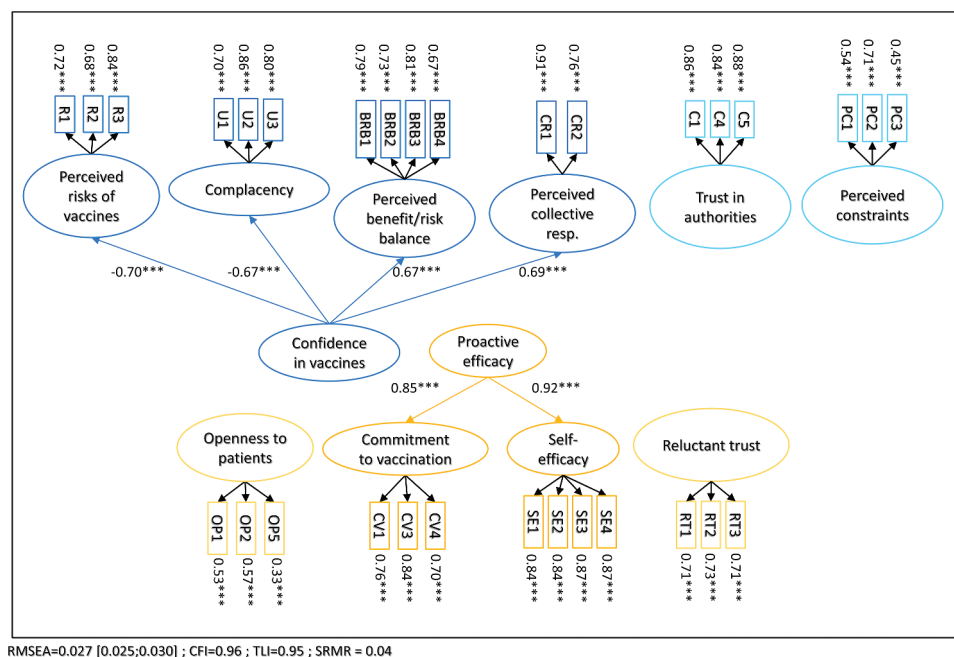 0.72***
0.68***
0.84***
0.70***
0.86***
0.80***
0.79***
0.73***
0.81***
0.67***
0.91***
0.76***
0.86***
0.84***
0.88***
0.54***
0.71***
0.45***
R1
R2
R3
U1
U2
U3
BRB1
BRB2
BRB3
BRB4
CR1
CR2
C1
C4
C5
PC1
PC2
PC3
Perceived
risks of
vaccines
Complacency
Perceived
benefit/risk
balance
Perceived
collective
resp.
Trust in
authorities
Perceived
constraints
-0.70***
-0.67***
0.67***
0.69***
Confidence
in vaccines
Proactive
efficacy
0.85***
0.92***
Openness to
patients
Commitment
to vaccination
Self-
efficacy
Reluctant trust
OP1
OP2
OP5
CV1
CV3
CV4
SE1
SE2
SE3
SE4
RT1
RT2
RT3
0.53***
0.57***
0.33***
0.76***
0.84***
0.70***
0.84***
0.84***
0.87***
0.87***
0.71***
0.73***
0.71***
RMSEA=0.027 [0.025;0.030] ; CFI=0.96 ; TLI=0.95 ; SRMR = 0.04